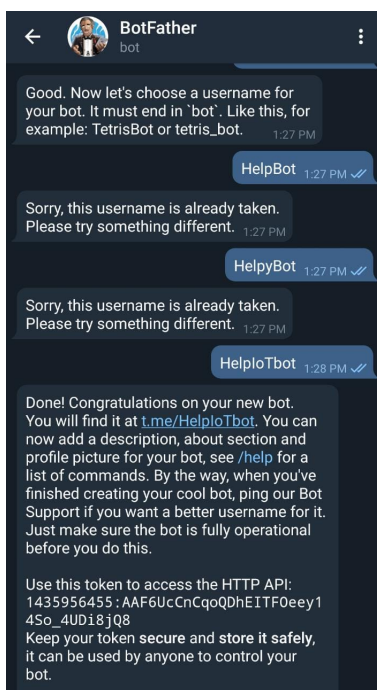 BotFather
bot
Good. Now let's choose a username for
your bot. It must end in `bot`. Like this, for
example: TetrisBot or tetris_bot. 1:27 PM
HelpBot 1:27 PM
Sorry, this username is already taken.
Please try something different. 1:27 PM
HelpyBot 1:27 PM
Sorry, this username is already taken.
Please try something different. 1:27 PM
HelpIoTbot 1:28 PM
Done! Congratulations on your new bot.
You will find it at t.me/HelpIoTbot. You can
now add a description, about section and
profile picture for your bot, see /help for a
list of commands. By the way, when you've
finished creating your cool bot, ping our Bot
Support if you want a better username for it.
Just make sure the bot is fully operational
before you do this.
Use this token to access the HTTP API:
1435956455:AAF6UcCnCqoQDhEITFOeey1
4So_4UDi8jQ8
Keep your token secure and store it safely,
it can be used by anyone to control your
bot.